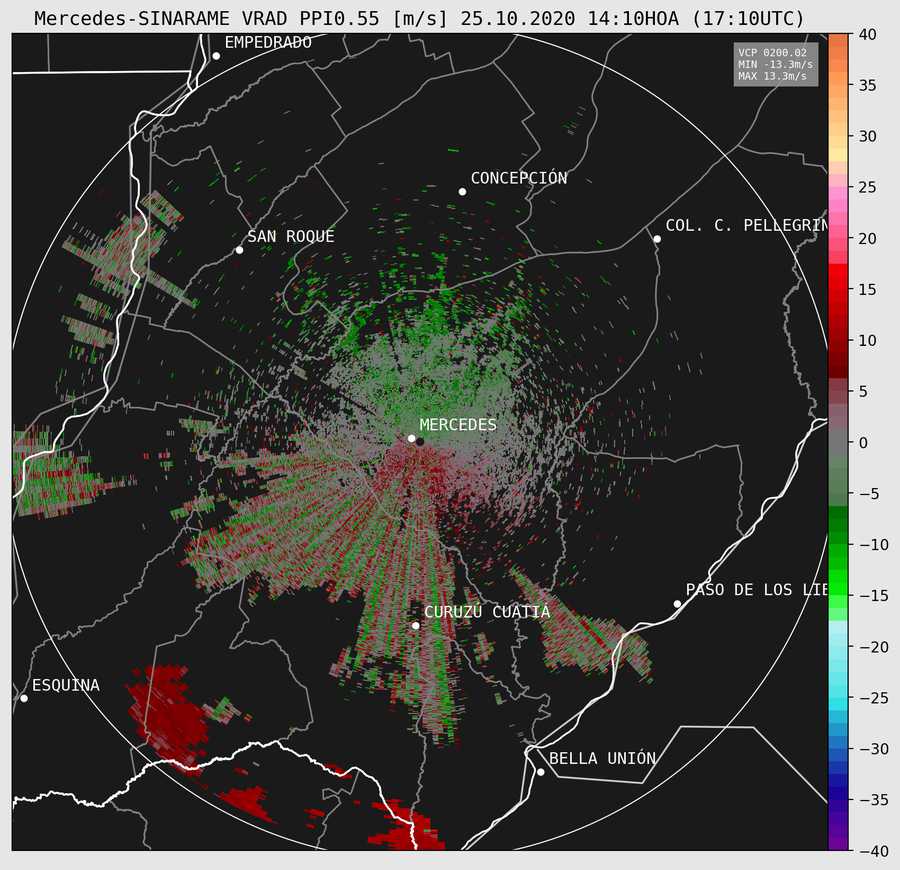 Mercedes-SINARAME VRAD PPI0.55 [m/s] 25.10.2020 14:10HOA (17:10UTC)
EMPEDRADO
VCP 0200.02
MIN -13.3m/s
MAX 13.3m/s
CONCEPCIÓN
COL. C. PELLEGRIN
SAN ROQUE
MERCEDES
PASO DE LOS LIE
CURUZÚ CUATIÁ
ESQUINA
BELLA UNIÓN
40
35
30
25
20
15
10
5
0
−5
−10
−15
−20
−25
−30
−35
−40